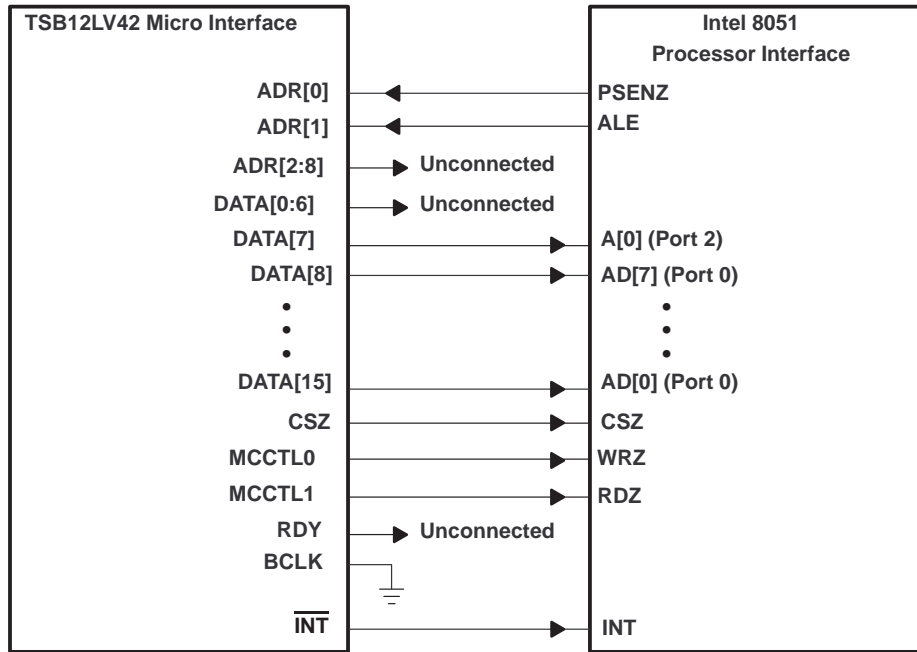 TSB12LV42 Micro Interface
Intel 8051
Processor Interface
ADR[0]
PSENZ
ADR[1]
ALE
ADR[2:8]
Unconnected
DATA[0:6]
Unconnected
DATA[7]
A[0] (Port 2)
DATA[8]
AD[7] (Port 0)
DATA[15]
AD[0] (Port 0)
CSZ
CSZ
MCCTL0
WRZ
MCCTL1
RDZ
RDY
Unconnected
BCLK
INT
INT